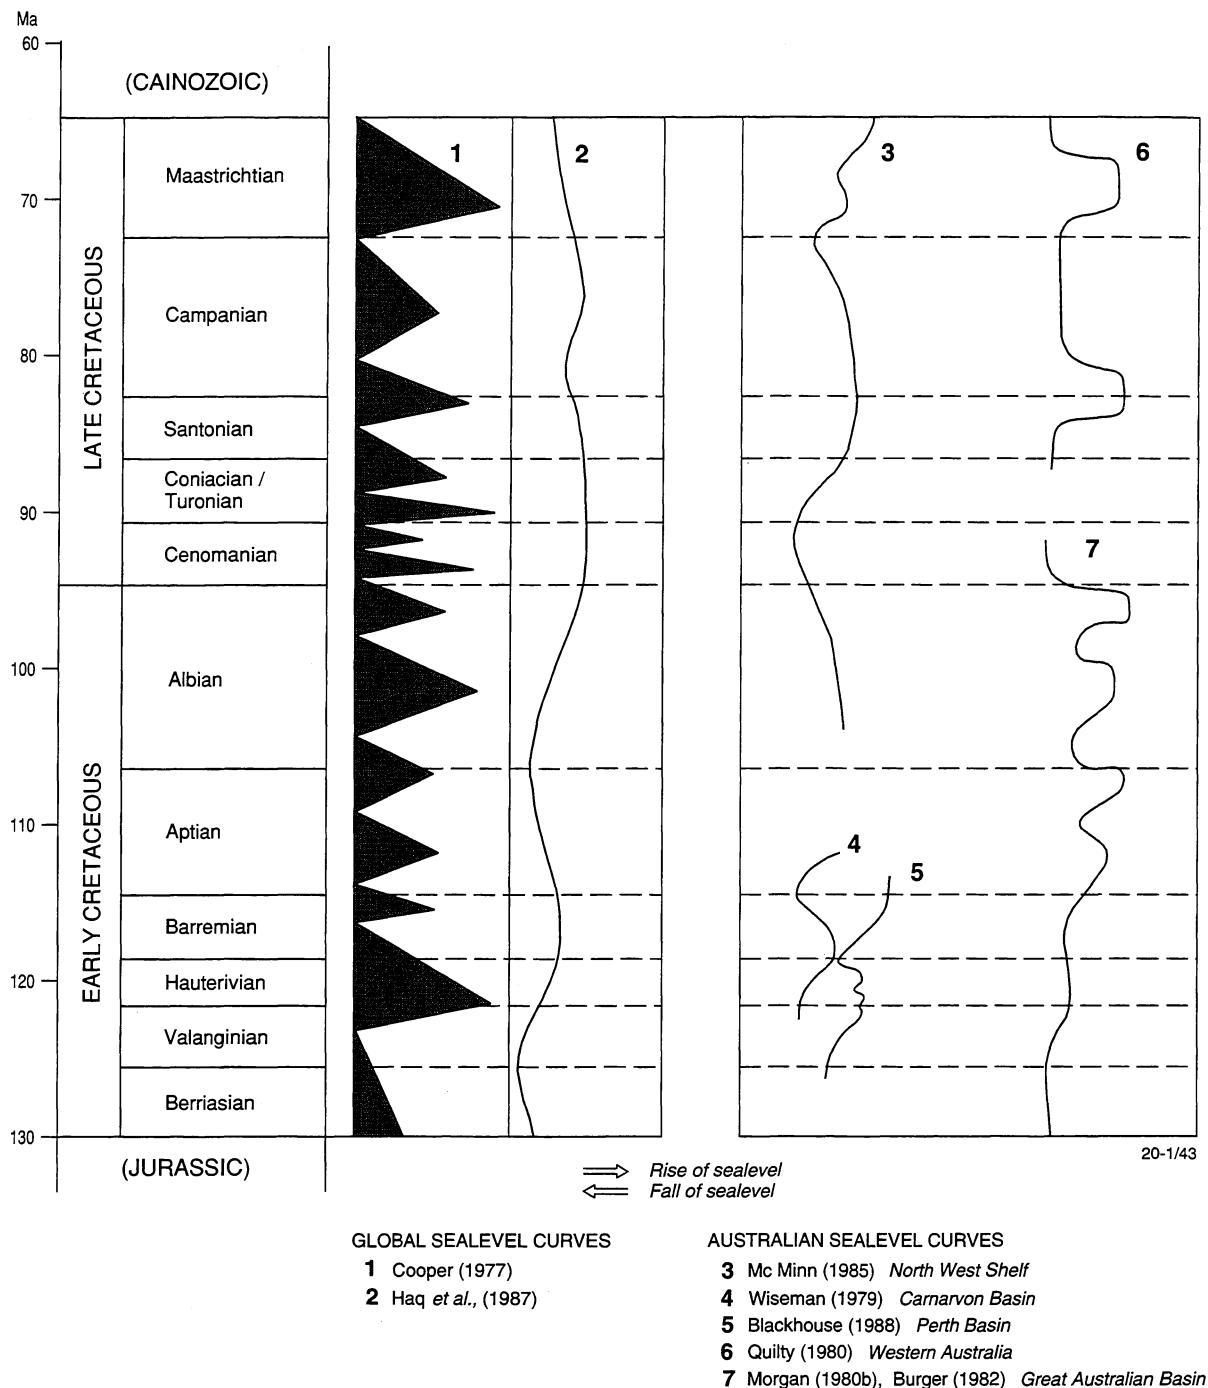 Ma
60
(CAINOZOIC)
1
2
3
6
Maastrichtian
70
LATE CRETACEOUS
Campanian
80
Santonian
Coniacian /
Turonian
90
Cenomanian
7
100
Albian
EARLY CRETACEOUS
110
Aptian
4
5
Barremian
120
Hauterivian
Valanginian
Berriasian
130
(JURASSIC)
20-1/43
Rise of sealevel
Fall of sealevel
GLOBAL SEALEVEL CURVES
1 Cooper (1977)
2 Haq et al., (1987)
AUSTRALIAN SEALEVEL CURVES
3 Mc Minn (1985) North West Shelf
4 Wiseman (1979) Carnarvon Basin
5 Blackhouse (1988) Perth Basin
6 Quilty (1980) Western Australia
7 Morgan (1980b), Burger (1982) Great Australian Basin